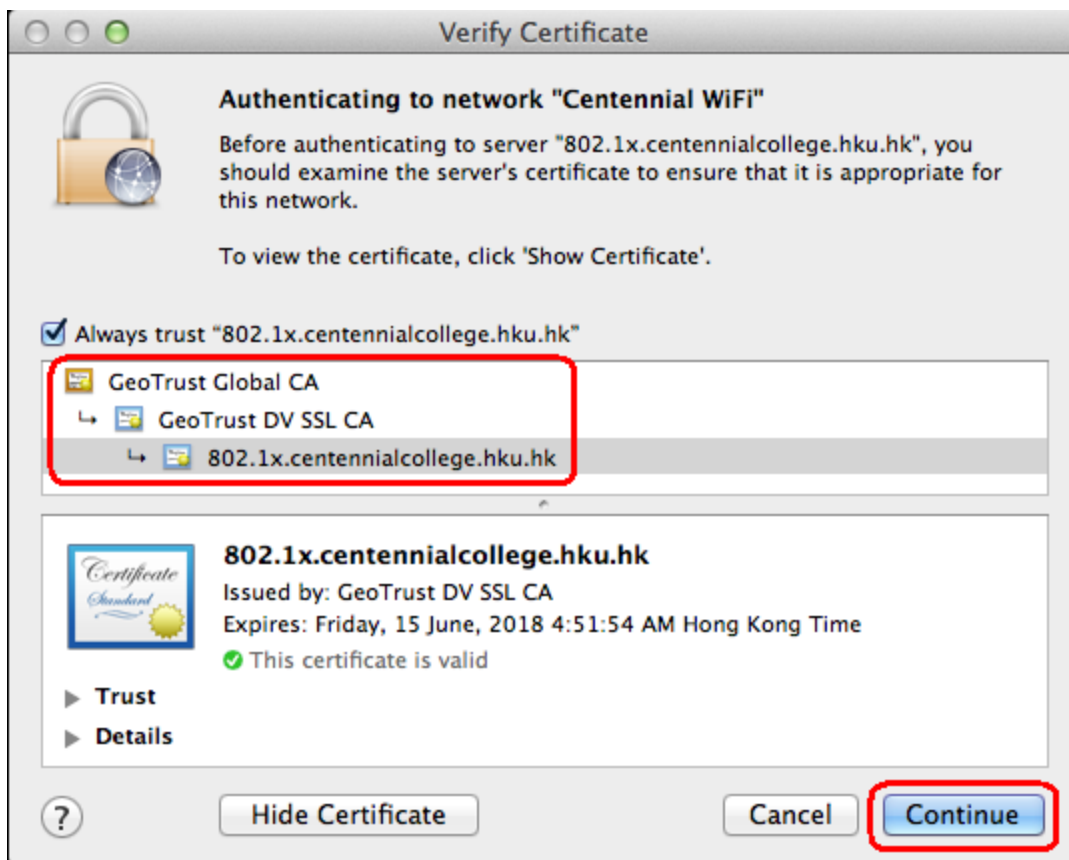 Verify Certificate
Authenticating to network "Centennial WiFi"
Before authenticating to server "802.1x.centennialcollege.hku.hk", you
should examine the server's certificate to ensure that it is appropriate for
this network.
To view the certificate, click 'Show Certificate'.
Always trust “802.1x.centennialcollege.hku.hk”
GeoTrust Global CA
GeoTrust DV SSL CA
802.1x.centennialcollege.hku.hk
Certificate
Standard
802.1x.centennialcollege.hku.hk
Issued by: GeoTrust DV SSL CA
Expires: Friday, 15 June, 2018 4:51:54 AM Hong Kong Time
This certificate is valid
Trust
Details
?
Hide Certificate
Cancel
Continue